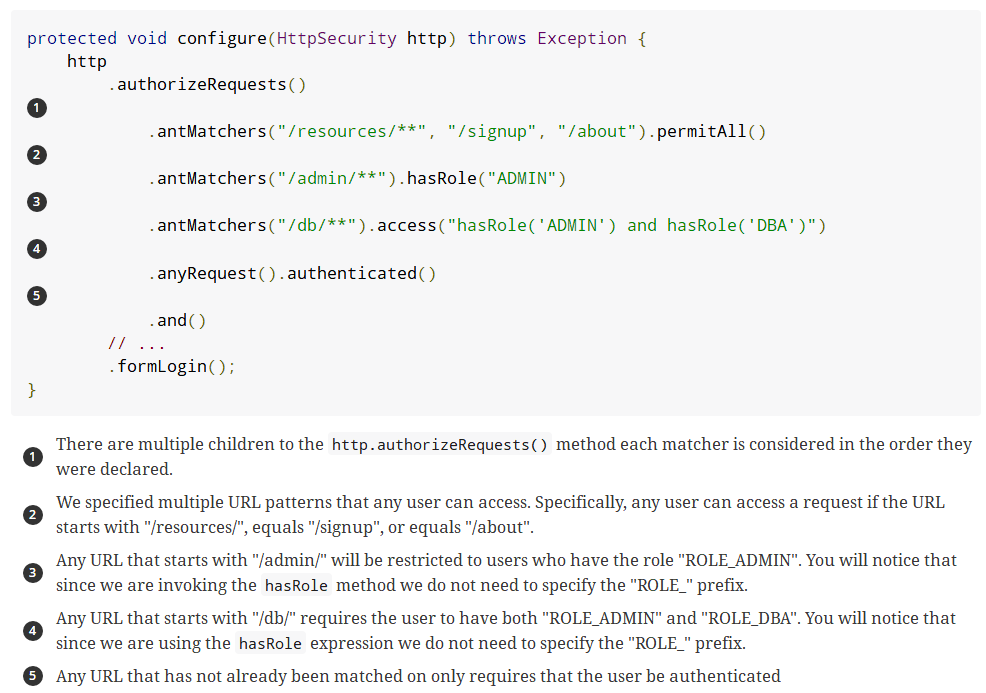 protected void configure(HttpSecurity http) throws Exception {
    http
        .authorizeRequests()
1
            .antMatchers("/resources/**", "/signup", "/about").permitAll()
2
            .antMatchers("/admin/**").hasRole("ADMIN")
3
            .antMatchers("/db/**").access("hasRole('ADMIN') and hasRole('DBA')")
4
            .anyRequest().authenticated()
5
            .and()
        // ...
        .formLogin();
}
1 There are multiple children to the http.authorizeRequests() method each matcher is considered in the order they
were declared.
2 We specified multiple URL patterns that any user can access. Specifically, any user can access a request if the URL
starts with "/resources/", equals "/signup", or equals "/about".
3 Any URL that starts with "/admin/" will be restricted to users who have the role "ROLE_ADMIN". You will notice that
since we are invoking the hasRole method we do not need to specify the "ROLE_" prefix.
4 Any URL that starts with "/db/" requires the user to have both "ROLE_ADMIN" and "ROLE_DBA". You will notice that
since we are using the hasRole expression we do not need to specify the "ROLE_" prefix.
5 Any URL that has not already been matched on only requires that the user be authenticated